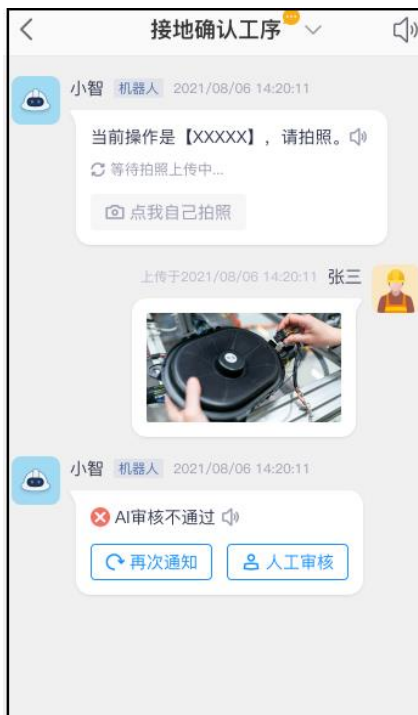 接地确认工序
小智 机器人 2021/08/06 14:20:11
当前操作是【XXXXX】，请拍照。
等待拍照上传中...
点我自己拍照
上传于2021/08/06 14:20:11 张三
小智 机器人 2021/08/06 14:20:11
AI审核不通过
再次通知 人工审核